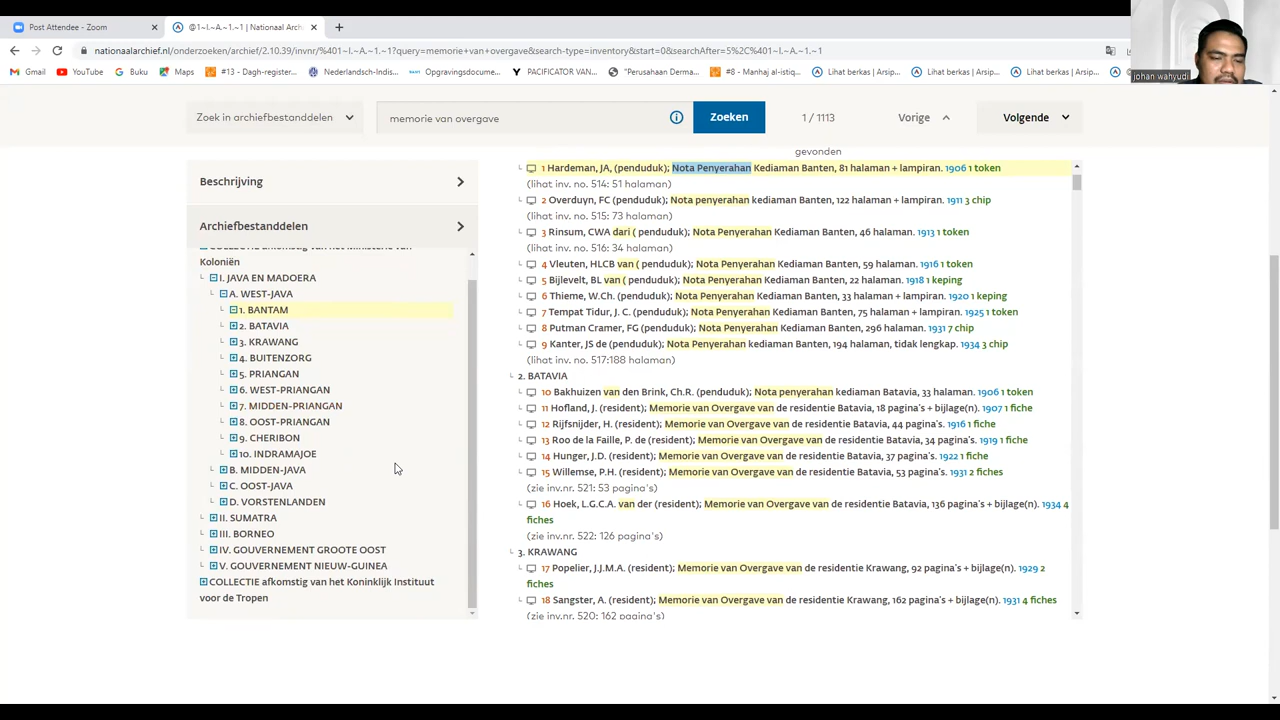 Post Attendee - Zoom
@1~I.~A.~1.~1 | Nationaal Arch
nationaalarchief.nl/onderzoeken/archief/2.10.39/invnr/%401~I.~A.~1.~1?query=memorie+van+overgave&search-type=inventory&start=0&searchAfter=5%2C%401~I.~A.~1.~1
Gmail
YouTube
Buku
Maps
#13 - Dagh-register...
Nederlandsch-Indis...
Opgravingsdocume...
PACIFICATOR VAN...
"Perusahaan Derma...
#8 - Manhaj al-istiq...
Lihat berkas | Arsip...
Lihat berkas | Arsip...
Lihat berkas | Arsip...
johan wahyudi
Zoek in archiefbestanddelen
memorie van overgave
Zoeken
1 / 1113
Vorige
Volgende
gevonden
Beschrijving
Archiefbestanddelen
Koloniën
I. JAVA EN MADOERA
A. WEST-JAVA
1. BANTAM
2. BATAVIA
3. KRAWANG
4. BUITENZORG
5. PRIANGAN
6. WEST-PRIANGAN
7. MIDDEN-PRIANGAN
8. OOST-PRIANGAN
9. CHERIBON
10. INDRAMAJOE
B. MIDDEN-JAVA
C. OOST-JAVA
D. VORSTENLANDEN
II. SUMATRA
III. BORNEO
IV. GOUVERNEMENT GROOTE OOST
V. GOUVERNEMENT NIEUW-GUINEA
COLLECTIE afkomstig van het Koninklijk Instituut
voor de Tropen
1 Hardeman, JA, (penduduk); Nota Penyerahan Kediaman Banten, 81 halaman + lampiran. 1906 1 token
(lihat inv. no. 514: 51 halaman)
2 Overduyn, FC (penduduk); Nota penyerahan kediaman Banten, 122 halaman + lampiran. 1911 3 chip
(lihat inv. no. 515: 73 halaman)
3 Rinsum, CWA dari ( penduduk); Nota Penyerahan Kediaman Banten, 46 halaman. 1913 1 token
(lihat inv. no. 516: 34 halaman)
4 Vleuten, HLCB van ( penduduk); Nota Penyerahan Kediaman Banten, 59 halaman. 1916 1 token
5 Bijlevelt, BL van ( penduduk); Nota Penyerahan Kediaman Banten, 22 halaman. 1918 1 keping
6 Thieme, W.Ch. (penduduk); Nota Penyerahan Kediaman Banten, 33 halaman + lampiran. 1920 1 keping
7 Tempat Tidur, J. C. (penduduk); Nota Penyerahan Kediaman Banten, 75 halaman + lampiran. 1925 1 token
8 Putman Cramer, FG (penduduk); Nota Penyerahan Kediaman Banten, 296 halaman. 1931 7 chip
9 Kanter, JS de (penduduk); Nota Penyerahan kediaman Banten, 194 halaman, tidak lengkap. 1934 3 chip
(lihat inv. no. 517:188 halaman)
2. BATAVIA
10 Bakhuizen van den Brink, Ch.R. (penduduk); Nota penyerahan kediaman Batavia, 33 halaman. 1906 1 token
11 Hofland, J. (resident); Memorie van Overgave van de residentie Batavia, 18 pagina's + bijlage(n). 1907 1 fiche
12 Rijfsnijder, H. (resident); Memorie van Overgave van de residentie Batavia, 44 pagina's. 1916 1 fiche
13 Roo de la Faille, P. de (resident); Memorie van Overgave van de residentie Batavia, 34 pagina's. 1919 1 fiche
14 Hunger, J.D. (resident); Memorie van Overgave van de residentie Batavia, 37 pagina's. 1922 1 fiche
15 Willemse, P.H. (resident); Memorie van Overgave van de residentie Batavia, 53 pagina's. 1931 2 fiches
(zie inv.nr. 521: 53 pagina's)
16 Hoek, L.G.C.A. van der (resident); Memorie van Overgave van de residentie Batavia, 136 pagina's + bijlage(n). 1934 4
fiches
(zie inv.nr. 522: 126 pagina's)
3. KRAWANG
17 Popelier, J.J.M.A. (resident); Memorie van Overgave van de residentie Krawang, 92 pagina's + bijlage(n). 1929 2
fiches
18 Sangster, A. (resident); Memorie van Overgave van de residentie Krawang, 162 pagina's + bijlage(n). 1931 4 fiches
(zie inv.nr. 520: 162 pagina's)